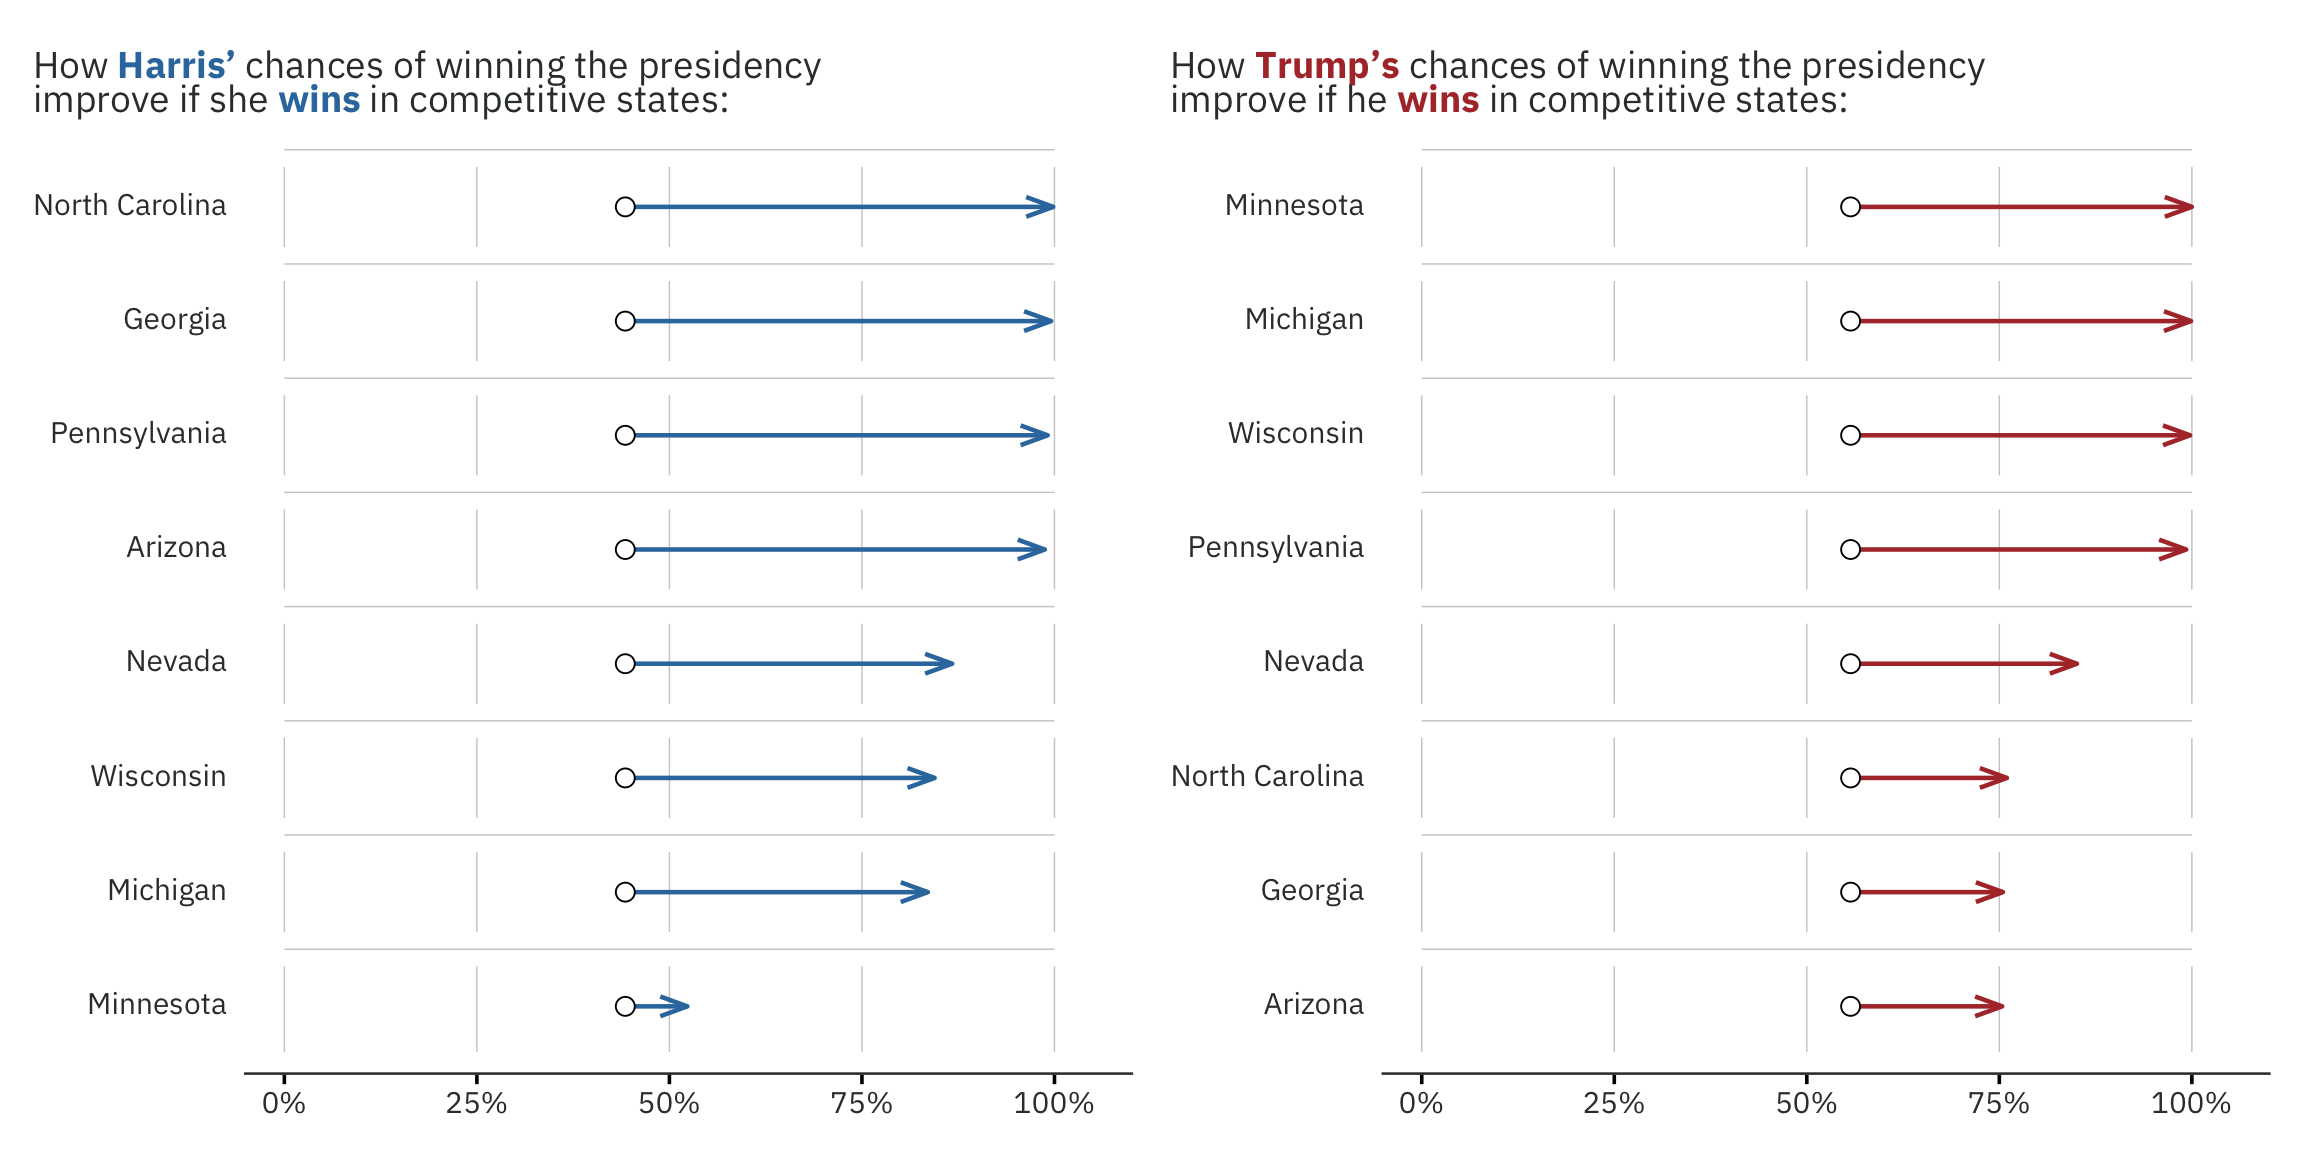 How Harris’ chances of winning the presidency
improve if she wins in competitive states:
North Carolina
Georgia
Pennsylvania
Arizona
Nevada
Wisconsin
Michigan
Minnesota
0% 25% 50% 75% 100%
How Trump’s chances of winning the presidency
improve if he wins in competitive states:
Minnesota
Michigan
Wisconsin
Pennsylvania
Nevada
North Carolina
Georgia
Arizona
0% 25% 50% 75% 100%